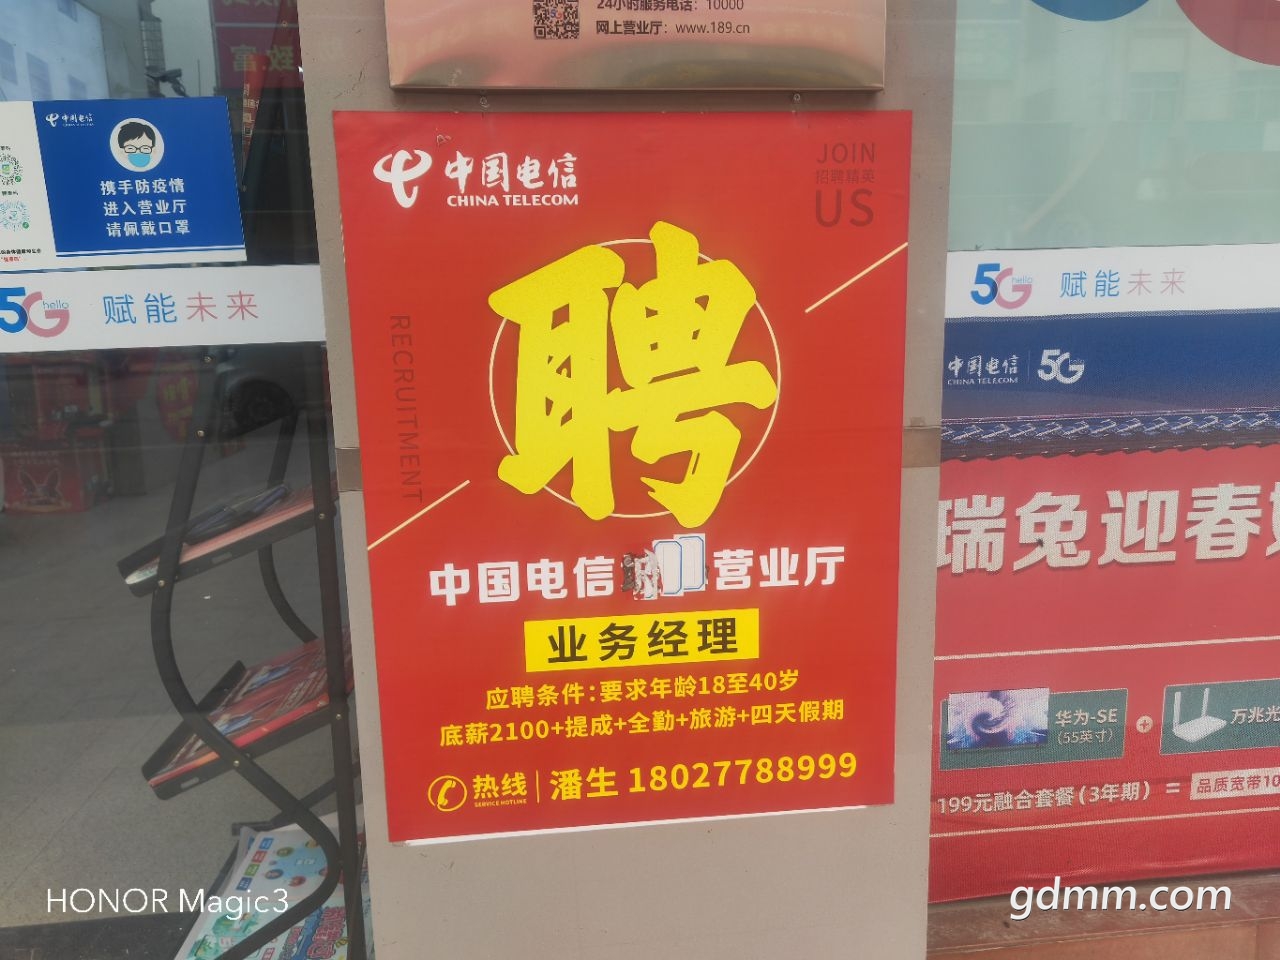 24小时服务电话：10000
网上营业厅：www.189.cn
致富
中国电信
携手防疫情
进入营业厅
请佩戴口罩
5G hello 赋能未来
中国电信
CHINA TELECOM
JOIN
招聘精英
US
RECRUITMENT
聘
中国电信
营业厅
业务经理
应聘条件：要求年龄18至40岁
底薪2100+提成+全勤+旅游+四天假期
热线
SERVICE HOTLINE
潘生 18027788999
5G hello 赋能未来
中国电信
CHINA TELECOM
5G
瑞兔迎春
华为-SE
(55英寸)
+
万兆光
199元融合套餐（3年期）=
品质宽带10
HONOR Magic3
gdmm.com